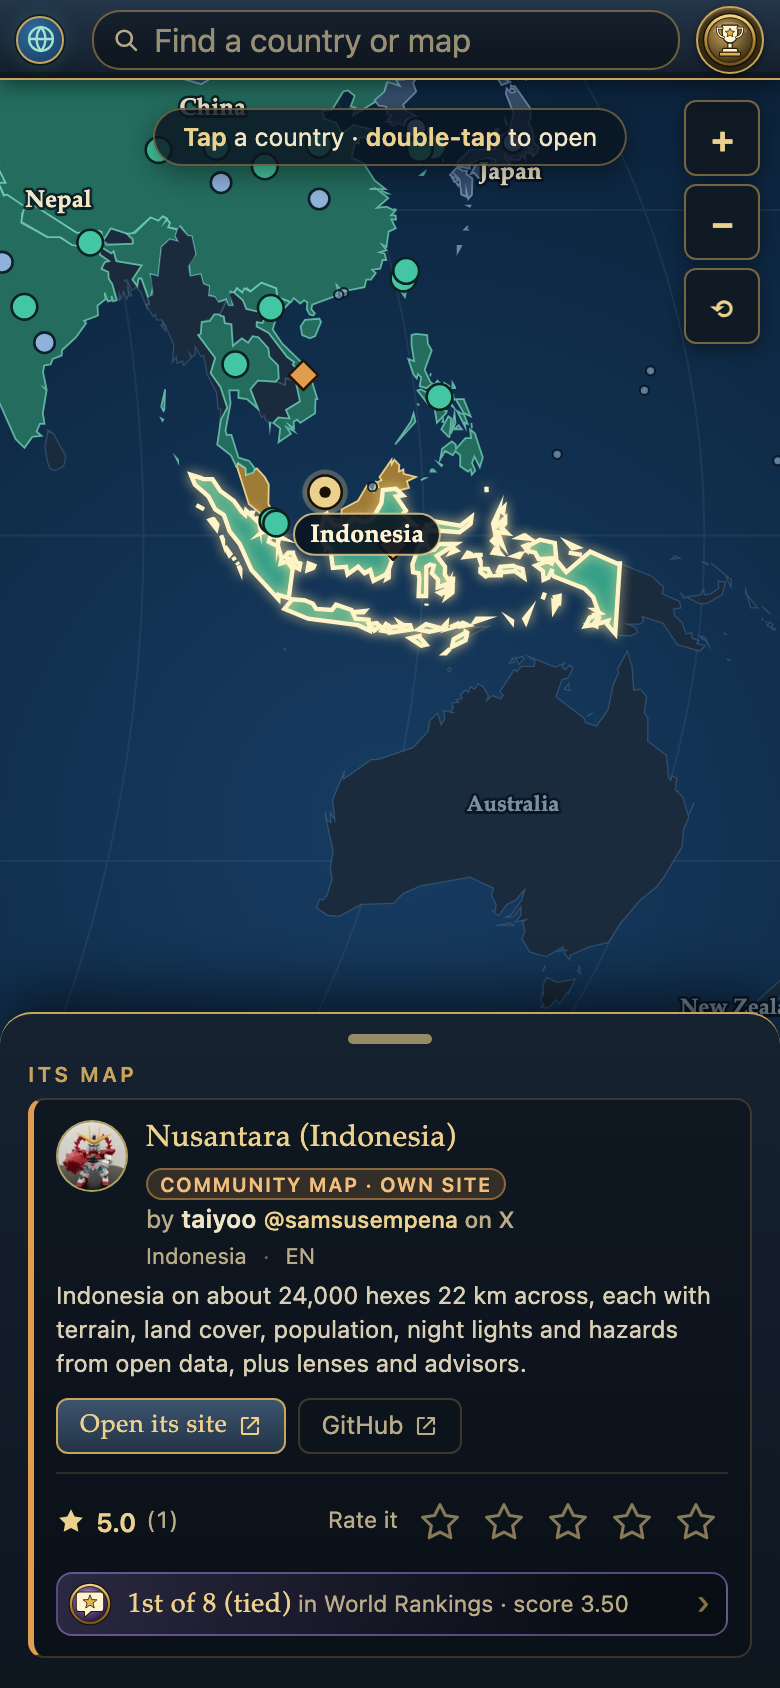 Find a country or map
China
Tap a country · double-tap to open
Japan
Nepal
+
−
Indonesia
Australia
New Zeal
ITS MAP
Nusantara (Indonesia)
COMMUNITY MAP · OWN SITE
by taiyoo @samsusempena on X
Indonesia · EN
Indonesia on about 24,000 hexes 22 km across, each with
terrain, land cover, population, night lights and hazards
from open data, plus lenses and advisors.
Open its site
GitHub
5.0 (1)
Rate it
1st of 8 (tied) in World Rankings · score 3.50